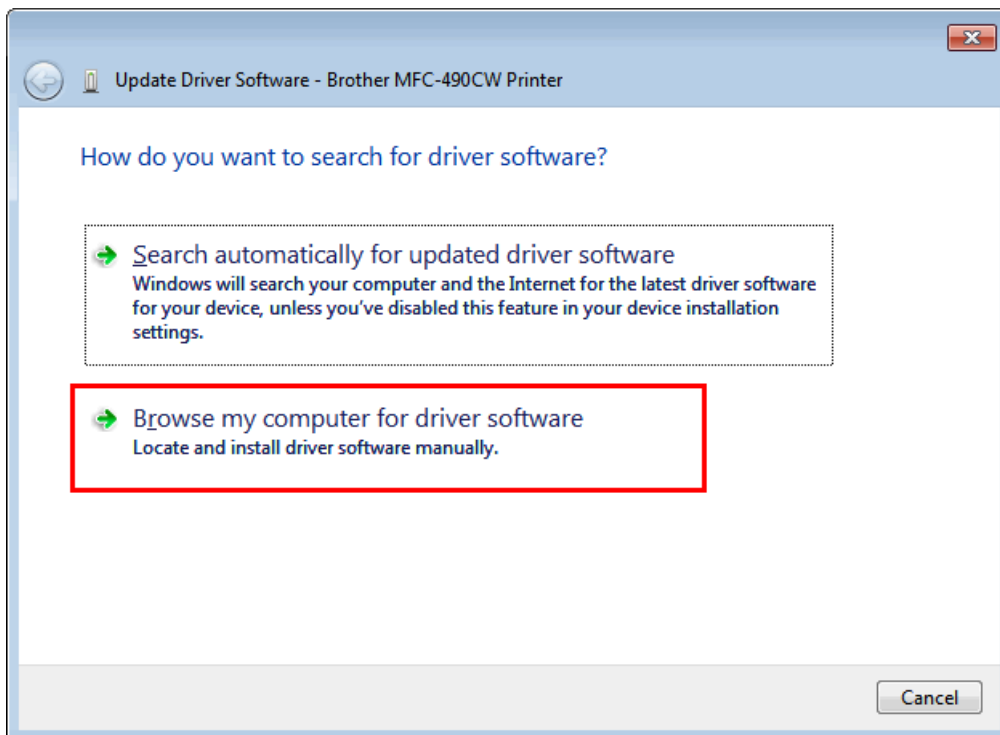 Update Driver Software - Brother MFC-490CW Printer
How do you want to search for driver software?
Search automatically for updated driver software
Windows will search your computer and the Internet for the latest driver software
for your device, unless you've disabled this feature in your device installation
settings.
Browse my computer for driver software
Locate and install driver software manually.
Cancel